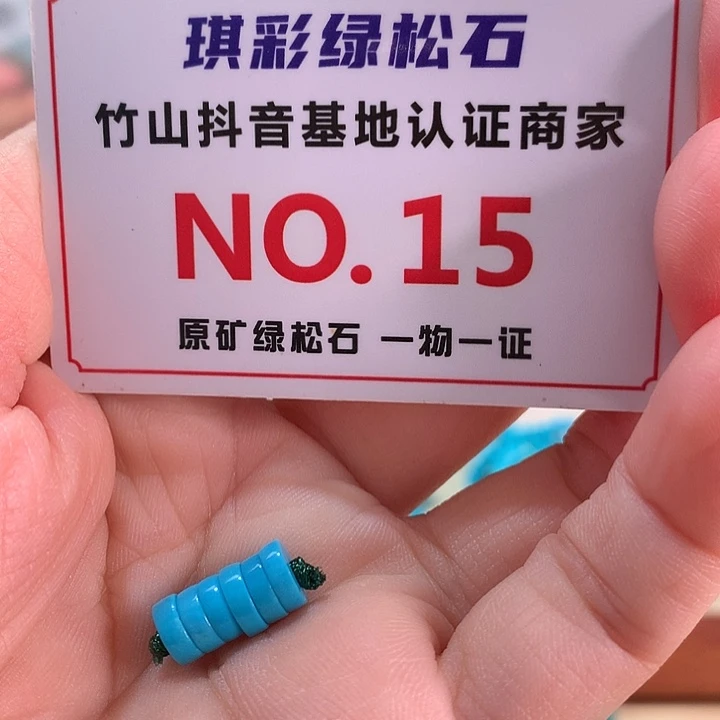 琪彩绿松石
竹山抖音基地认证商家
NO.15
原矿绿松石 一物一证